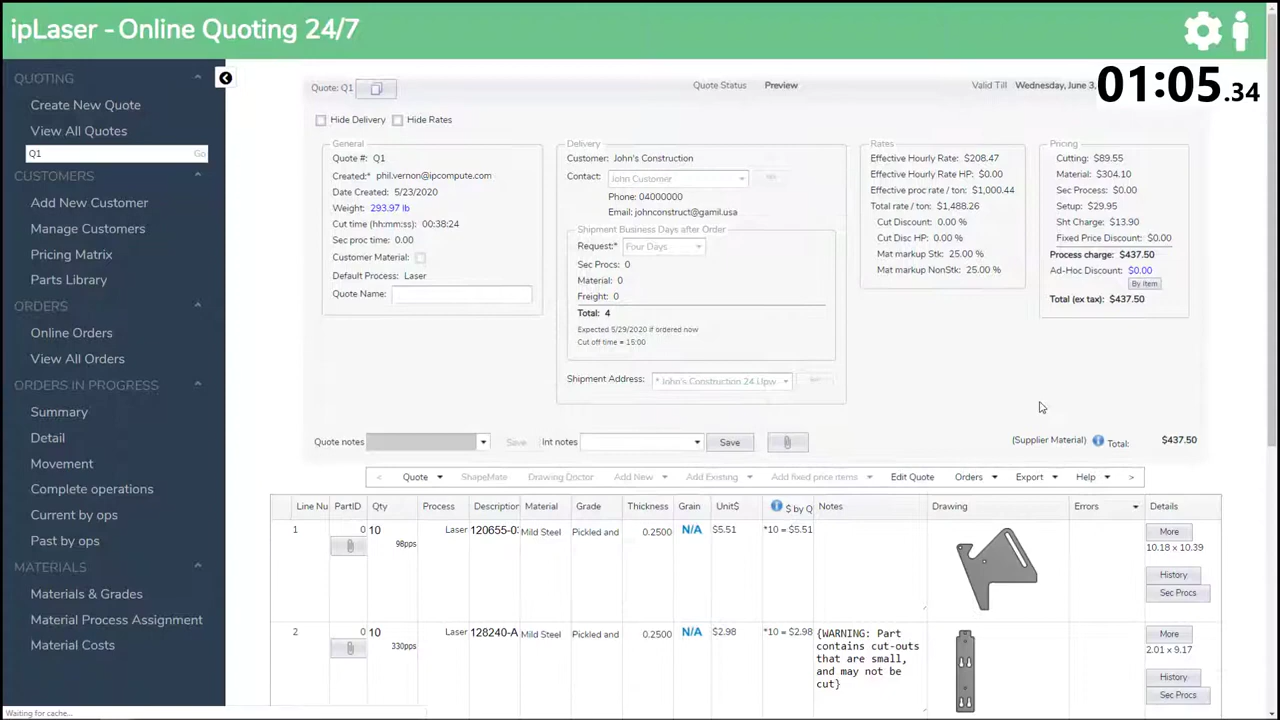 ipLaser - Online Quoting 24/7
01:05.34
QUOTING
Create New Quote
View All Quotes
Q1 Go
CUSTOMERS
Add New Customer
Manage Customers
Pricing Matrix
Parts Library
ORDERS
Online Orders
View All Orders
ORDERS IN PROGRESS
Summary
Detail
Movement
Complete operations
Current by ops
Past by ops
MATERIALS
Materials & Grades
Material Process Assignment
Material Costs
Waiting for cache...
Quote: Q1
Quote Status Preview
Valid Till Wednesday, June 3,
Hide Delivery Hide Rates
General
Quote #: Q1
Created:* phil.vernon@ipcompute.com
Date Created: 5/23/2020
Weight: 293.97 lb
Cut time (hh:mm:ss): 00:38:24
Sec proc time: 0.00
Customer Material:
Default Process: Laser
Quote Name:
Delivery
Customer: John's Construction
Contact: John Customer
Phone: 04000000
Email: johnconstruct@gamil.usa
Shipment Business Days after Order
Request:* Four Days
Sec Procs: 0
Material: 0
Freight: 0
Total: 4
Expected 5/29/2020 if ordered now
Cut off time = 15:00
Shipment Address: * John's Construction 24 Upw
Rates
Effective Hourly Rate: $208.47
Effective Hourly Rate HP: $0.00
Effective proc rate / ton: $1,000.44
Total rate / ton: $1,488.26
Cut Discount: 0.00 %
Cut Disc HP: 0.00 %
Mat markup Stk: 25.00 %
Mat markup NonStk: 25.00 %
Pricing
Cutting: $89.55
Material: $304.10
Sec Process: $0.00
Setup: $29.95
Sht Charge: $13.90
Fixed Price Discount: $0.00
Process charge: $437.50
Ad-Hoc Discount: $0.00
By Item
Total (ex tax): $437.50
Quote notes Save Int notes Save
(Supplier Material) Total: $437.50
< Quote ShapeMate Drawing Doctor Add New Add Existing Add fixed price items Edit Quote Orders Export Help >
Line Nu PartID Qty Process Description Material Grade Thickness Grain Unit$ $ by Q Notes Drawing Errors Details
1 0 10 Laser 120655-0 Mild Steel Pickled and 0.2500 N/A $5.51 *10 = $5.51 More
98pps 10.18 x 10.39
History
Sec Procs
2 0 10 Laser 128240-A Mild Steel Pickled and 0.2500 N/A $2.98 *10 = $2.98 {WARNING: Part More
330pps contains cut-outs 2.01 x 9.17
that are small,
and may not be History
cut} Sec Procs